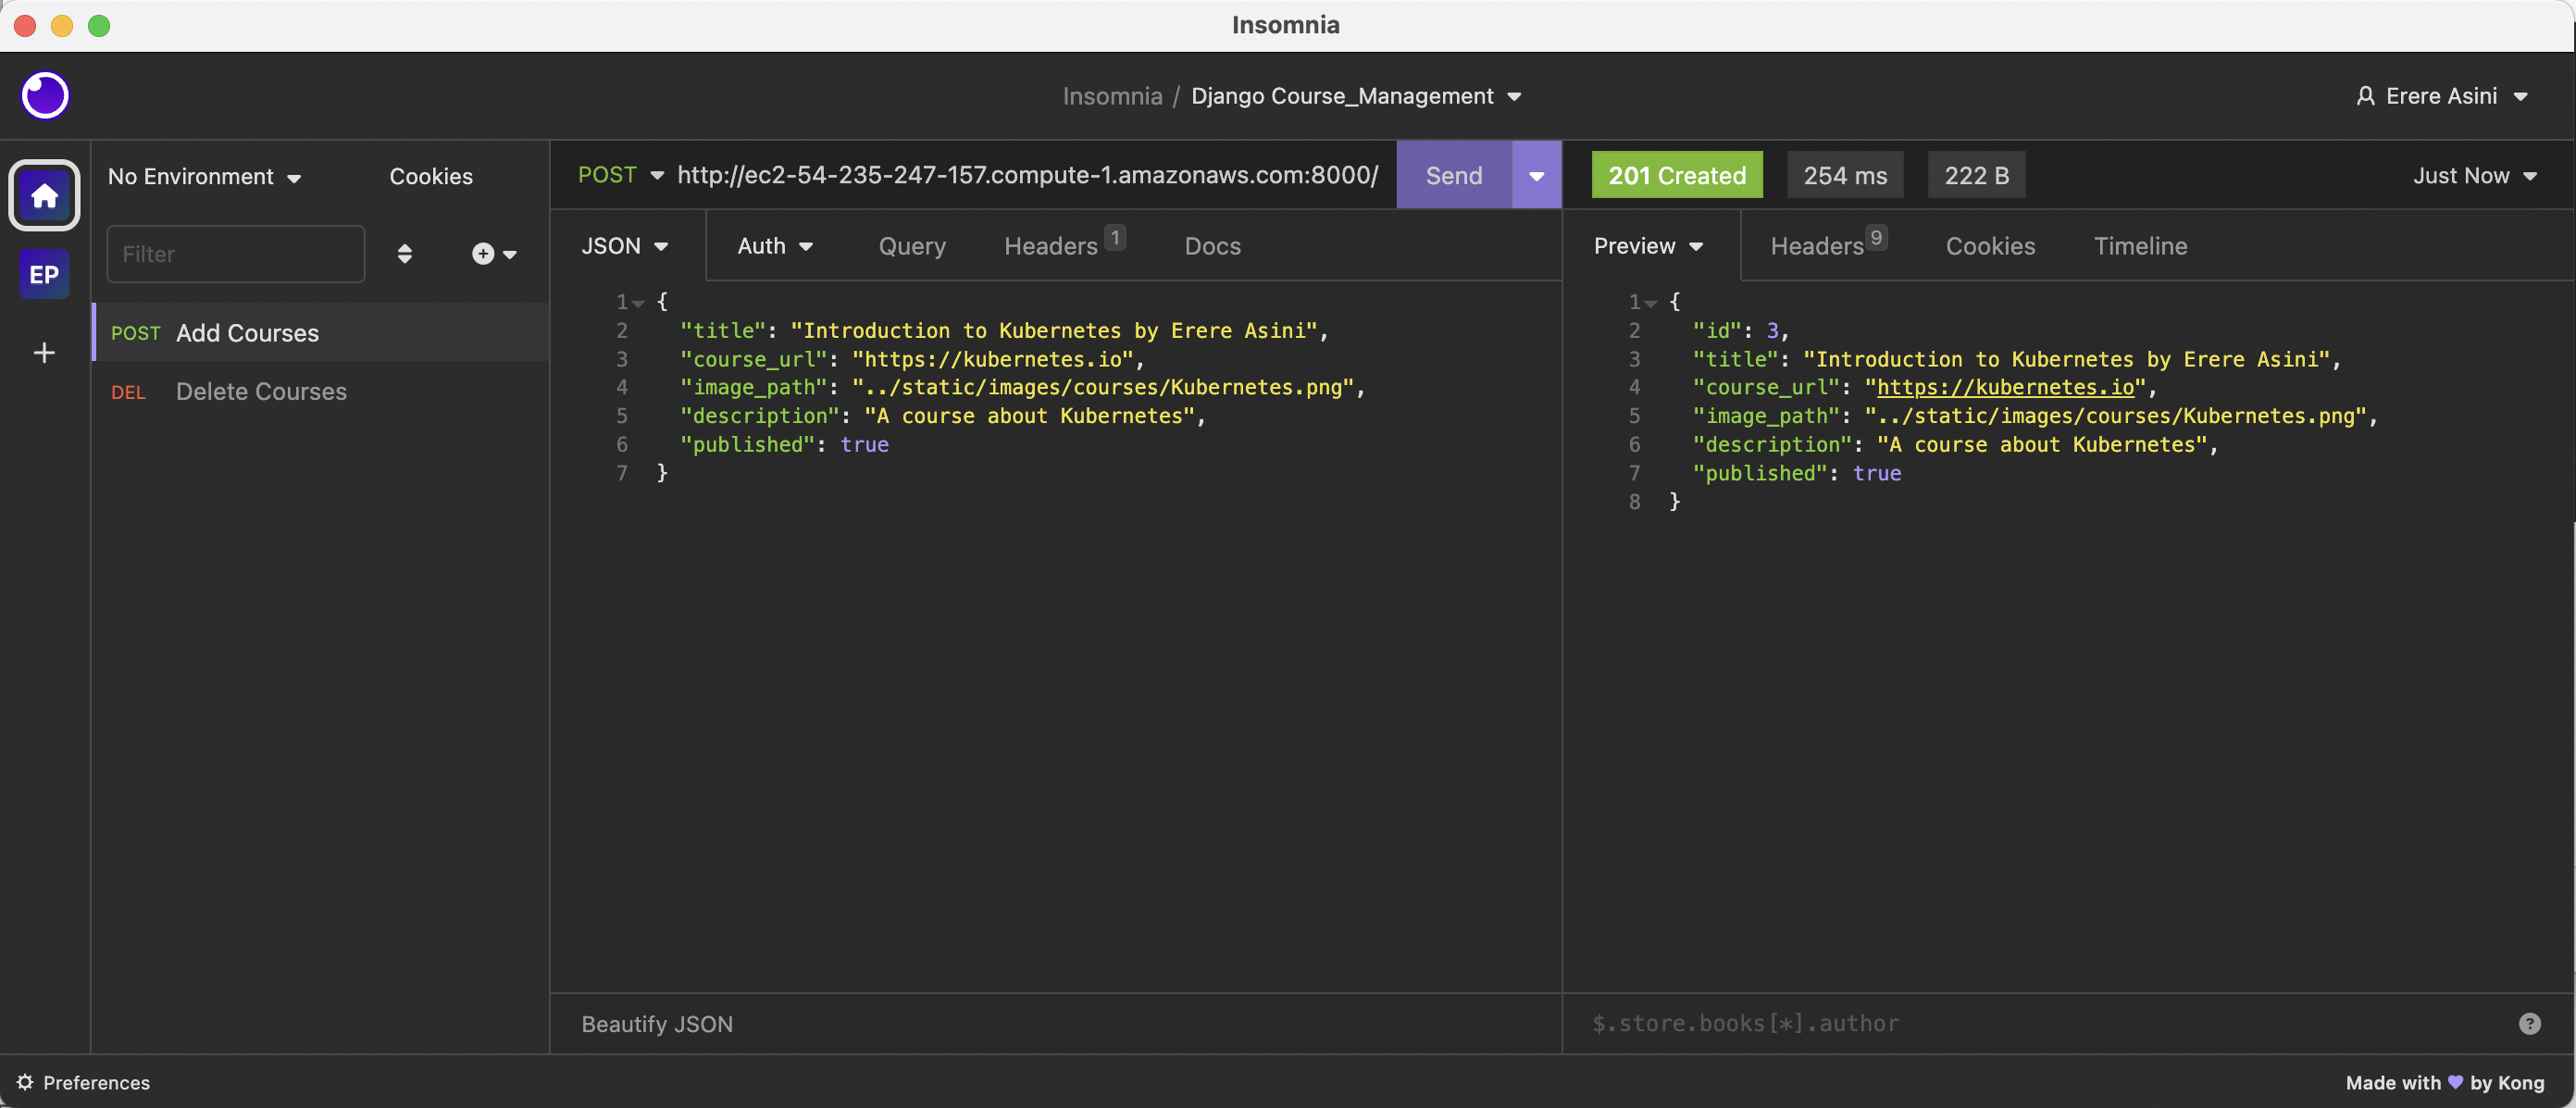 Insomnia
Insomnia / Django Course_Management
Erere Asini
No Environment
Cookies
POST
http://ec2-54-235-247-157.compute-1.amazonaws.com:8000/
Send
201 Created
254 ms
222 B
Just Now
Filter
EP
POST Add Courses
DEL Delete Courses
JSON
Auth
Query
Headers 1
Docs
1 {
2 "title": "Introduction to Kubernetes by Erere Asini",
3 "course_url": "https://kubernetes.io",
4 "image_path": "../static/images/courses/Kubernetes.png",
5 "description": "A course about Kubernetes",
6 "published": true
7 }
Beautify JSON
Preview
Headers 9
Cookies
Timeline
1 {
2 "id": 3,
3 "title": "Introduction to Kubernetes by Erere Asini",
4 "course_url": "https://kubernetes.io",
5 "image_path": "../static/images/courses/Kubernetes.png",
6 "description": "A course about Kubernetes",
7 "published": true
8 }
$.store.books[*].author
?
Preferences
Made with 💜 by Kong